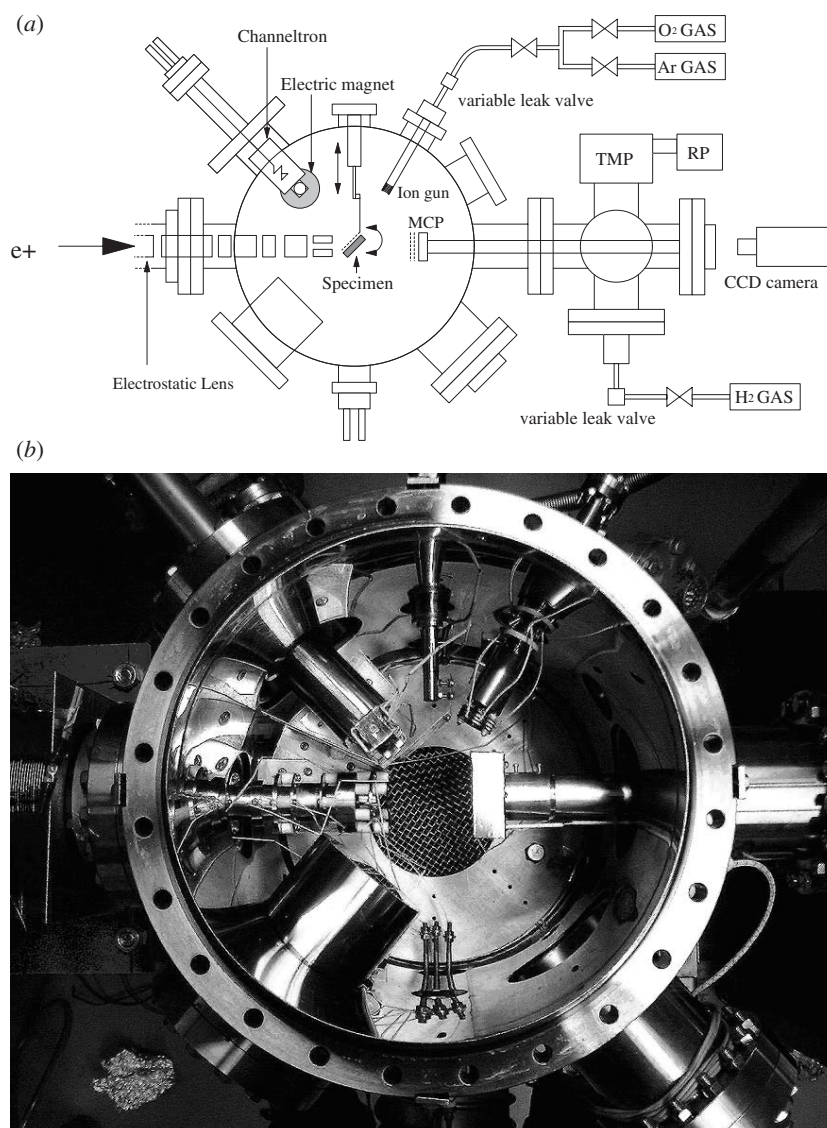 (a)
Channeltron
Electric magnet
O2 GAS
Ar GAS
variable leak valve
TMP
RP
Ion gun
MCP
e+
Specimen
CCD camera
Electrostatic Lens
H2 GAS
variable leak valve
(b)